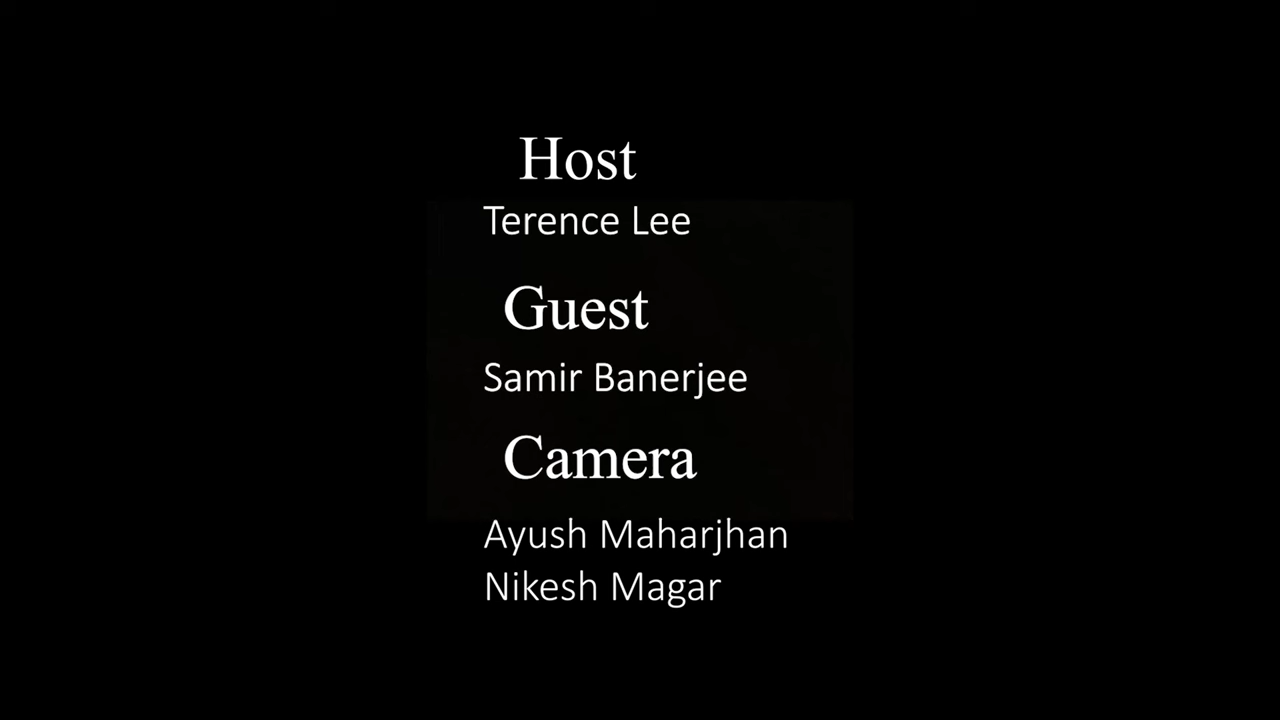 Host
Terence Lee
Guest
Samir Banerjee
Camera
Ayush Maharjhan
Nikesh Magar